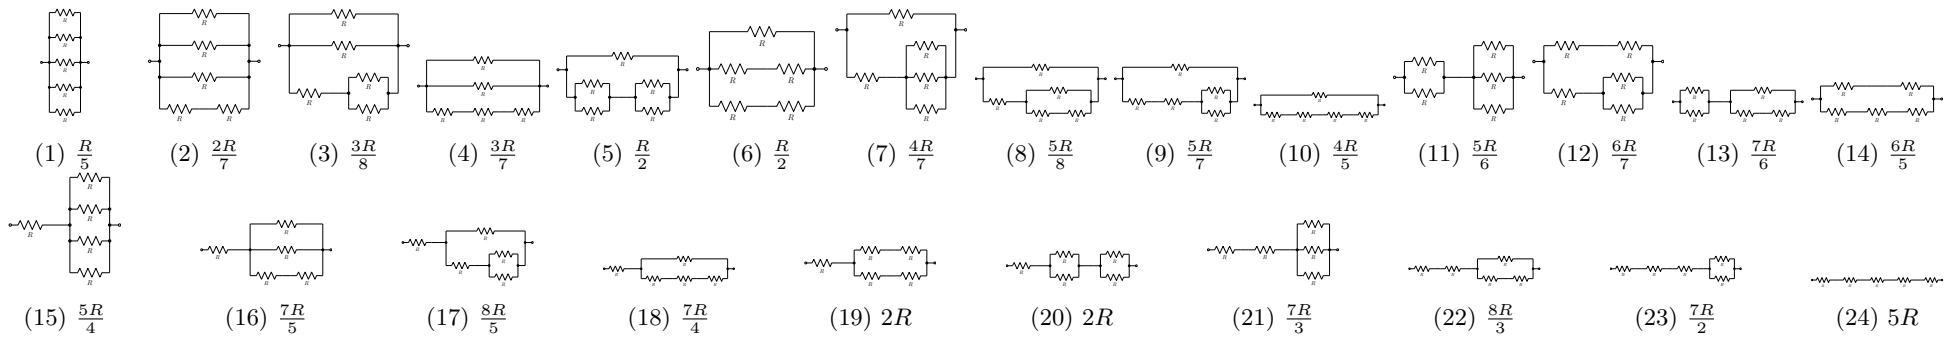 R R R R R
(1) R/5
R R R R R
(2) 2R/7
R R R R R
(3) 3R/8
R R R R R
(4) 3R/7
R R R R R
(5) R/2
R R R R R
(6) R/2
R R R R R
(7) 4R/7
R R R R R
(8) 5R/8
R R R R R
(9) 5R/7
R R R R R
(10) 4R/5
R R R R R
(11) 5R/6
R R R R R
(12) 6R/7
R R R R R
(13) 7R/6
R R R R R
(14) 6R/5
R R R R R
(15) 5R/4
R R R R R
(16) 7R/5
R R R R R
(17) 8R/5
R R R R R
(18) 7R/4
R R R R R
(19) 2R
R R R R R
(20) 2R
R R R R R
(21) 7R/3
R R R R R
(22) 8R/3
R R R R R
(23) 7R/2
R R R R R
(24) 5R